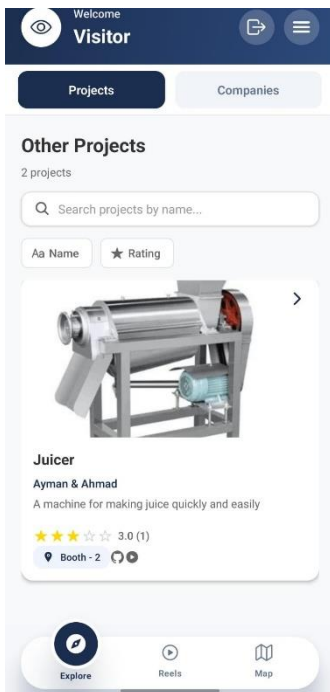 Welcome
Visitor
Projects Companies
Other Projects
2 projects
Search projects by name...
Aa Name ★ Rating
Juicer
Ayman & Ahmad
A machine for making juice quickly and easily
★★★☆☆ 3.0 (1)
Booth - 2
Explore Reels Map